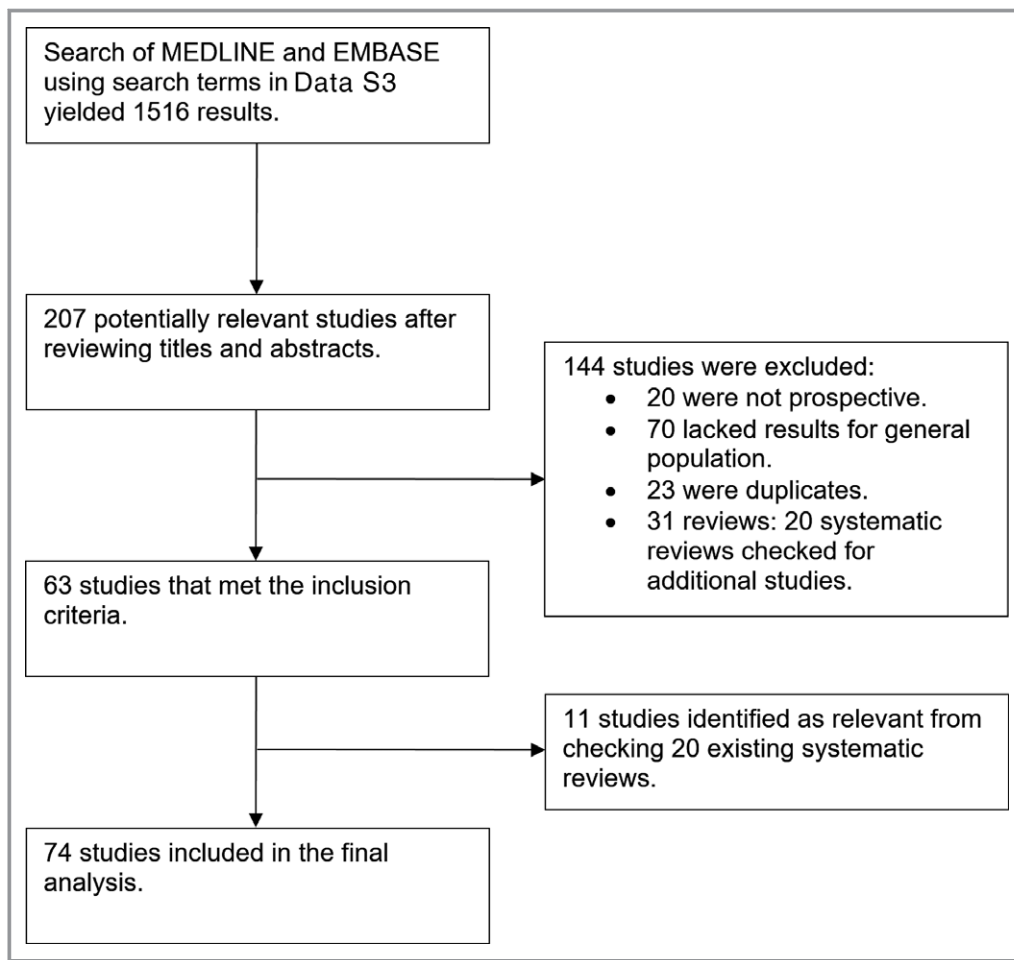 Search of MEDLINE and EMBASE
using search terms in Data S3
yielded 1516 results.
207 potentially relevant studies after
reviewing titles and abstracts.
144 studies were excluded:
• 20 were not prospective.
• 70 lacked results for general
population.
• 23 were duplicates.
• 31 reviews: 20 systematic
reviews checked for
additional studies.
63 studies that met the inclusion
criteria.
11 studies identified as relevant from
checking 20 existing systematic
reviews.
74 studies included in the final
analysis.